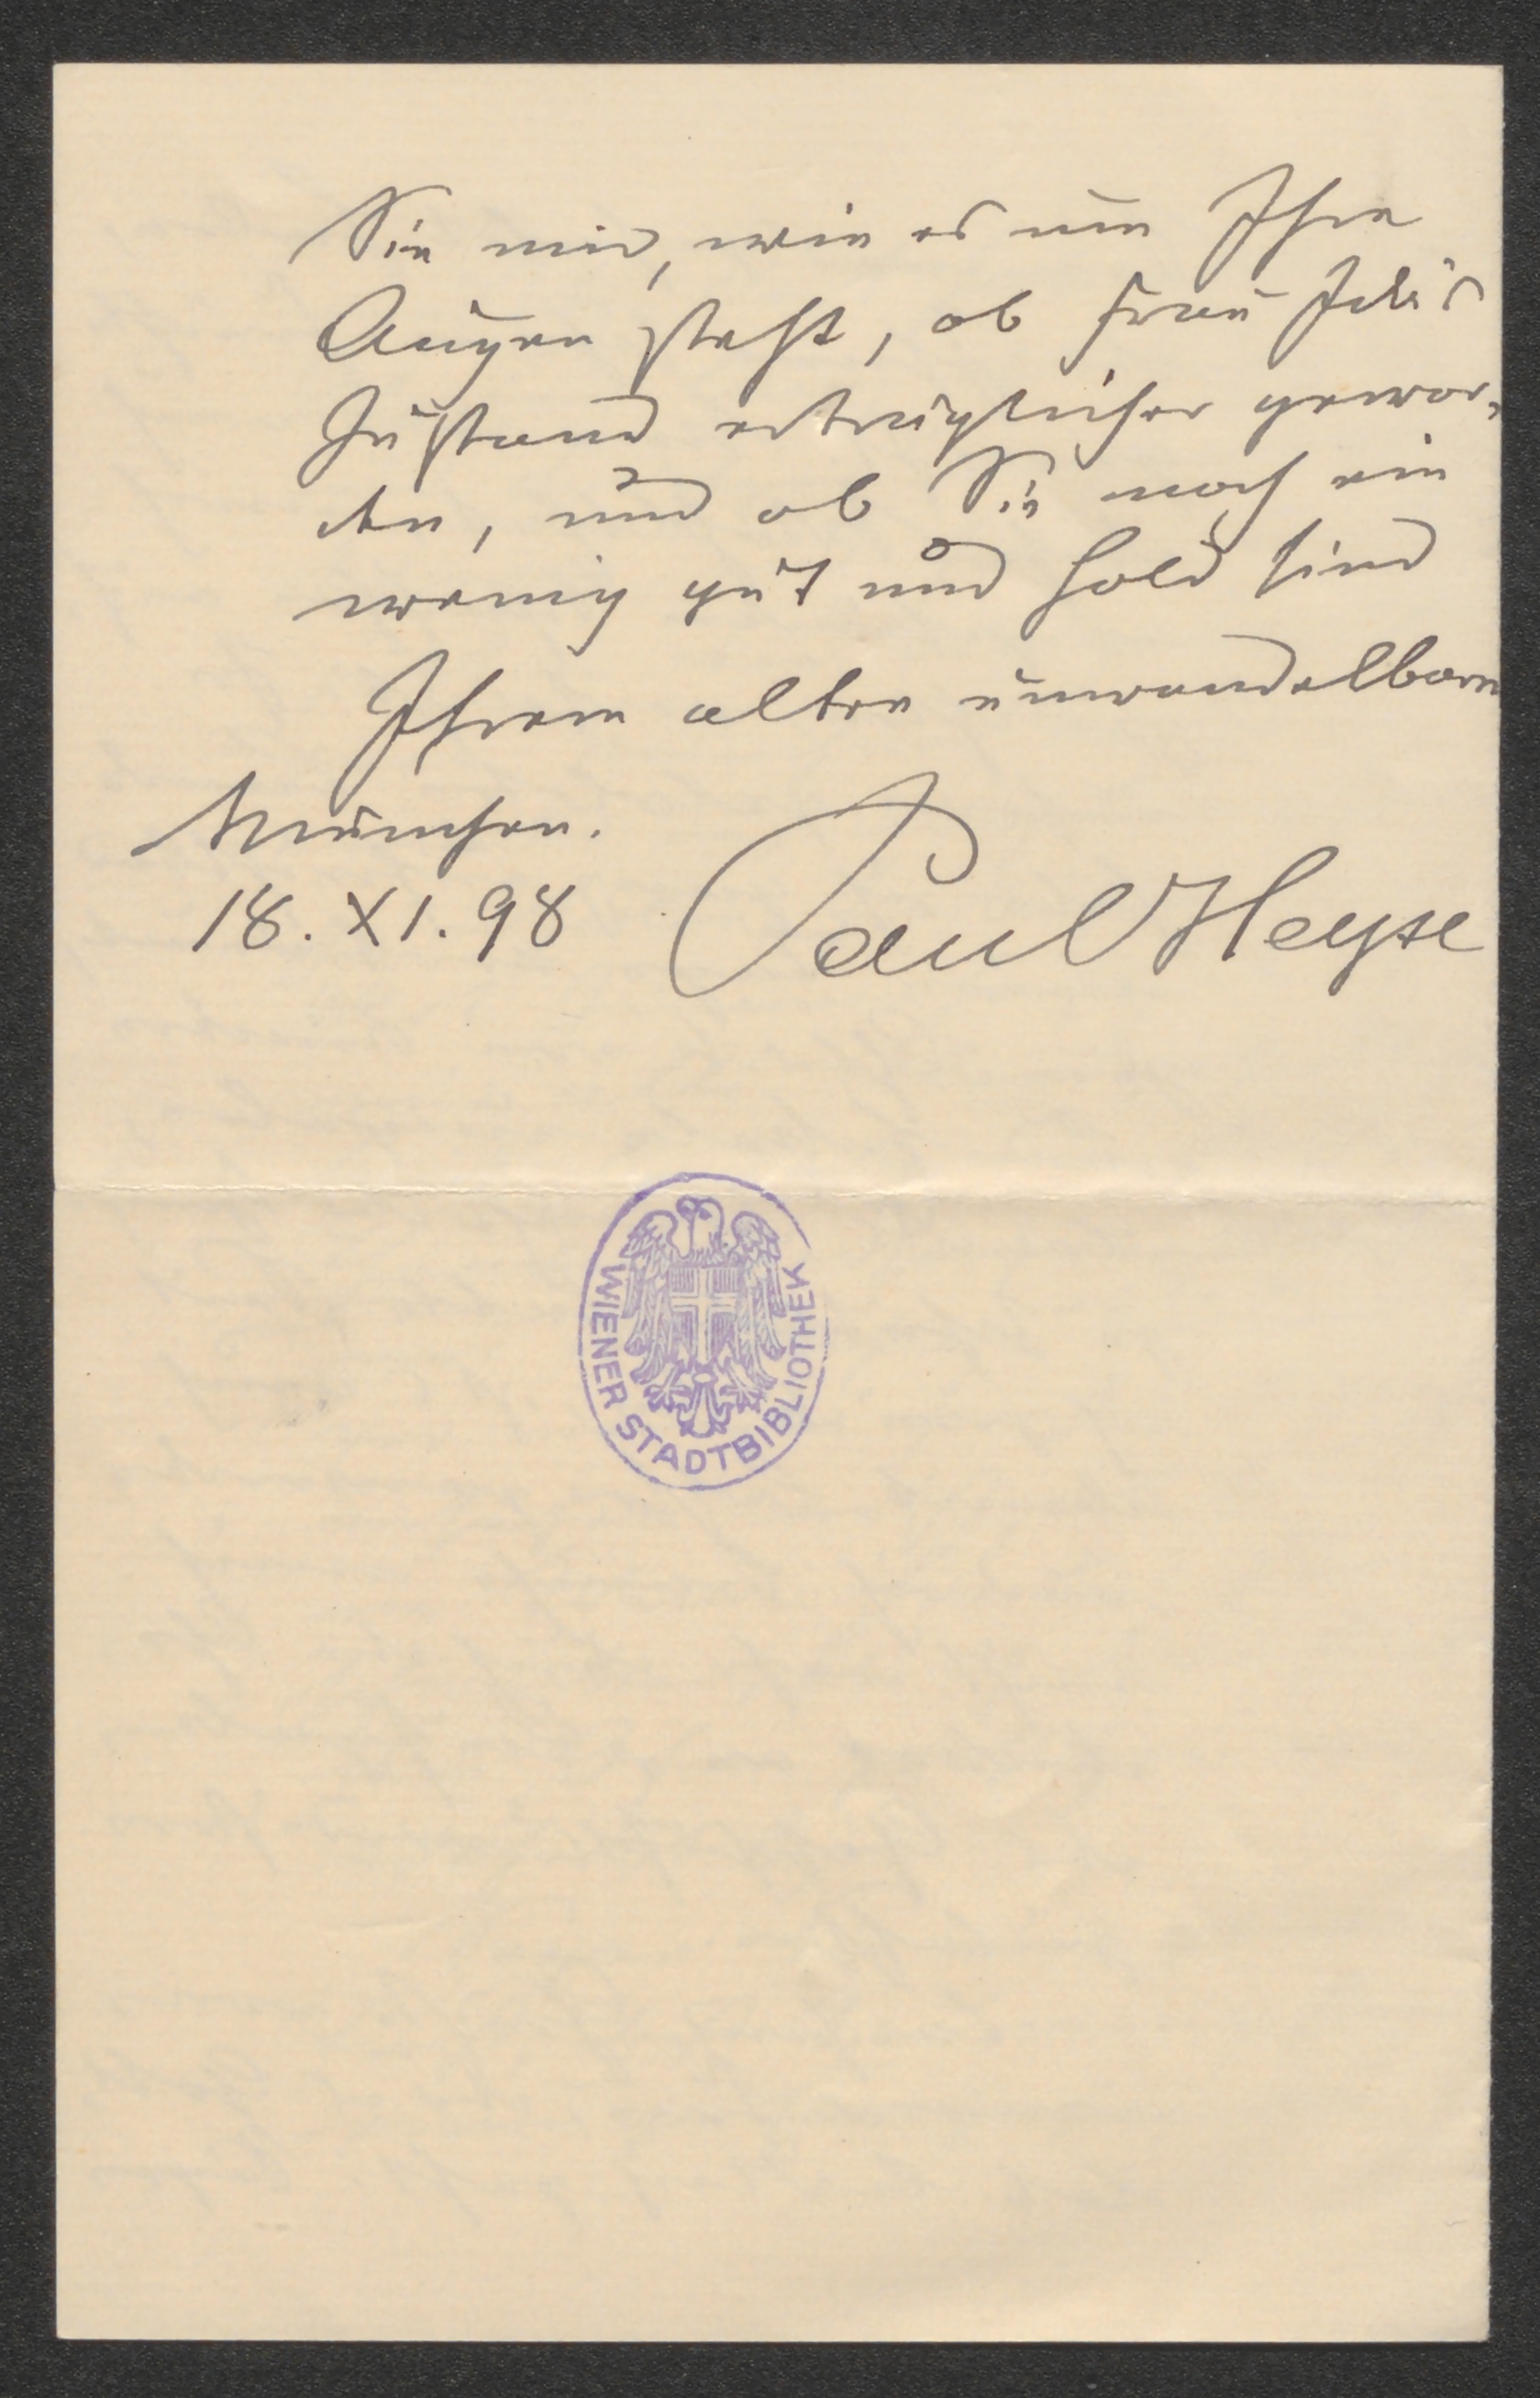 Sie mir, wie es um Ihre
Augen steht, ob Frau Ida's
Zustand erträglicher gewor-
den, und ob Sie noch ein
wenig gut und hold sind
Ihrem alten unwandelbaren
München.
18. XI. 98 Paul Heyse
WIENER STADTBIBLIOTHEK